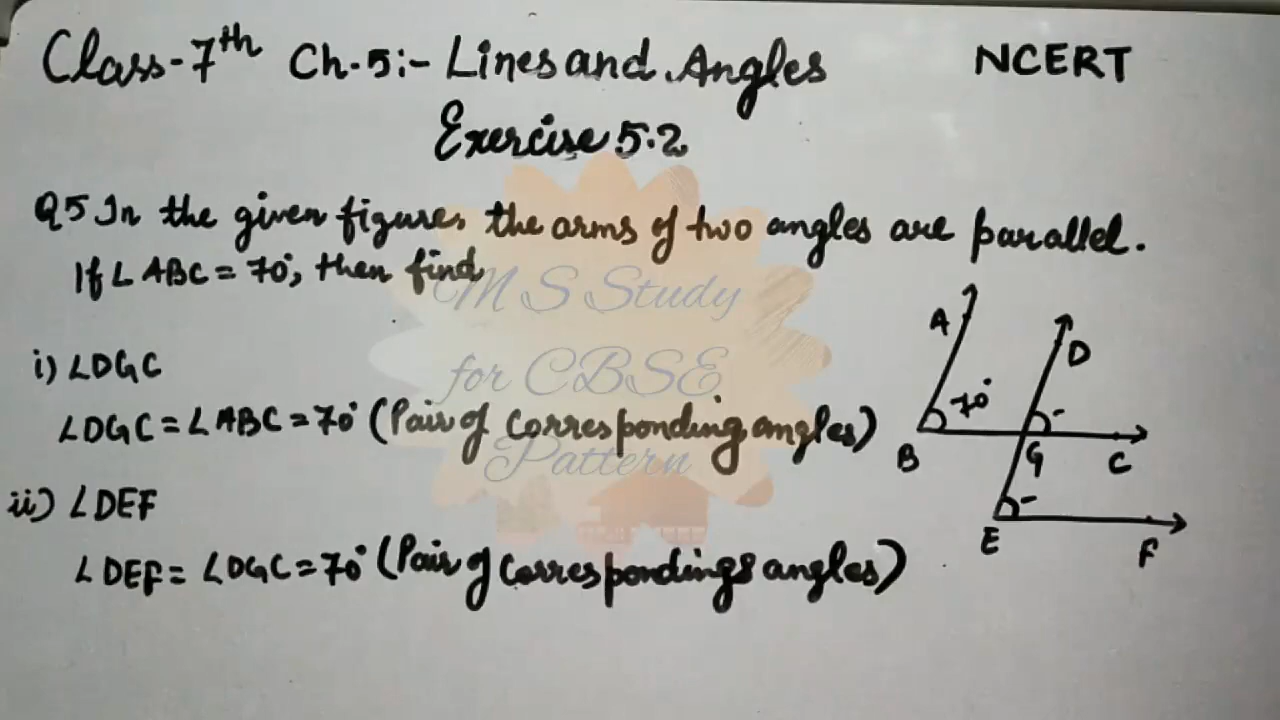 Class-7th Ch.5:- Lines and Angles NCERT
Exercise 5.2
Q5 In the given figures, the arms of two angles are parallel.
If ∠ABC = 70°, then find
M S Study
for CBSE
Pattern
i) ∠DGC
∠DGC = ∠ABC = 70° (Pair of corresponding angles)
ii) ∠DEF
∠DEF = ∠DGC = 70° (Pair of correspondings angles)
A
D
70°
B
G
C
E
F